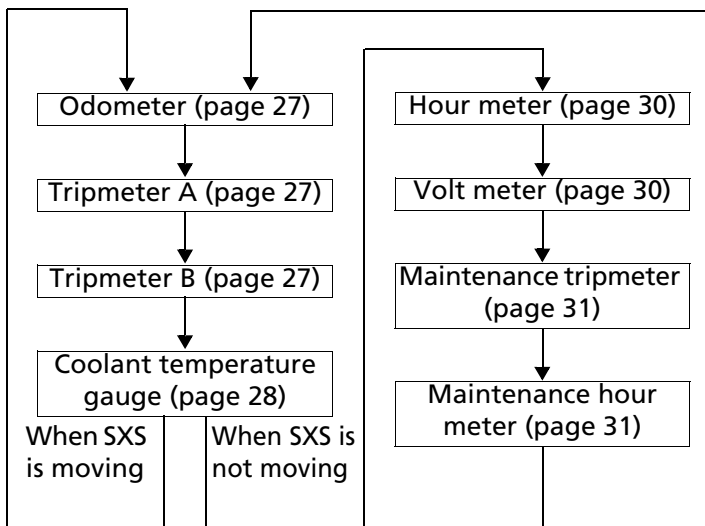 Odometer (page 27)
Tripmeter A (page 27)
Tripmeter B (page 27)
Coolant temperature
gauge (page 28)
When SXS
is moving
When SXS is
not moving
Hour meter (page 30)
Volt meter (page 30)
Maintenance tripmeter
(page 31)
Maintenance hour
meter (page 31)